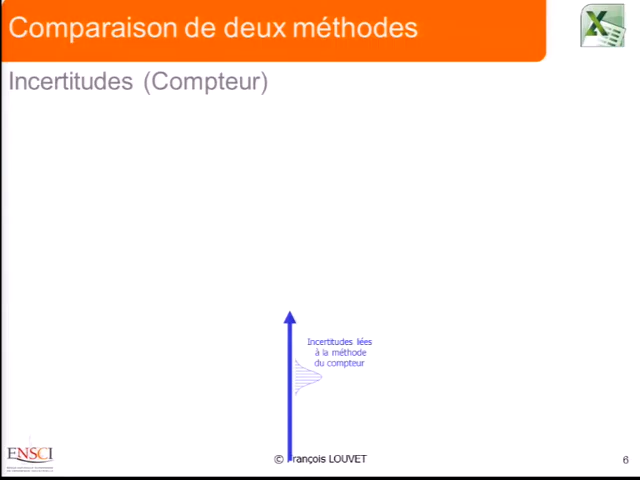 Comparaison de deux méthodes
Incertitudes (Compteur)
Incertitudes liées
à la méthode
du compteur
ENSCI
© François LOUVET
6